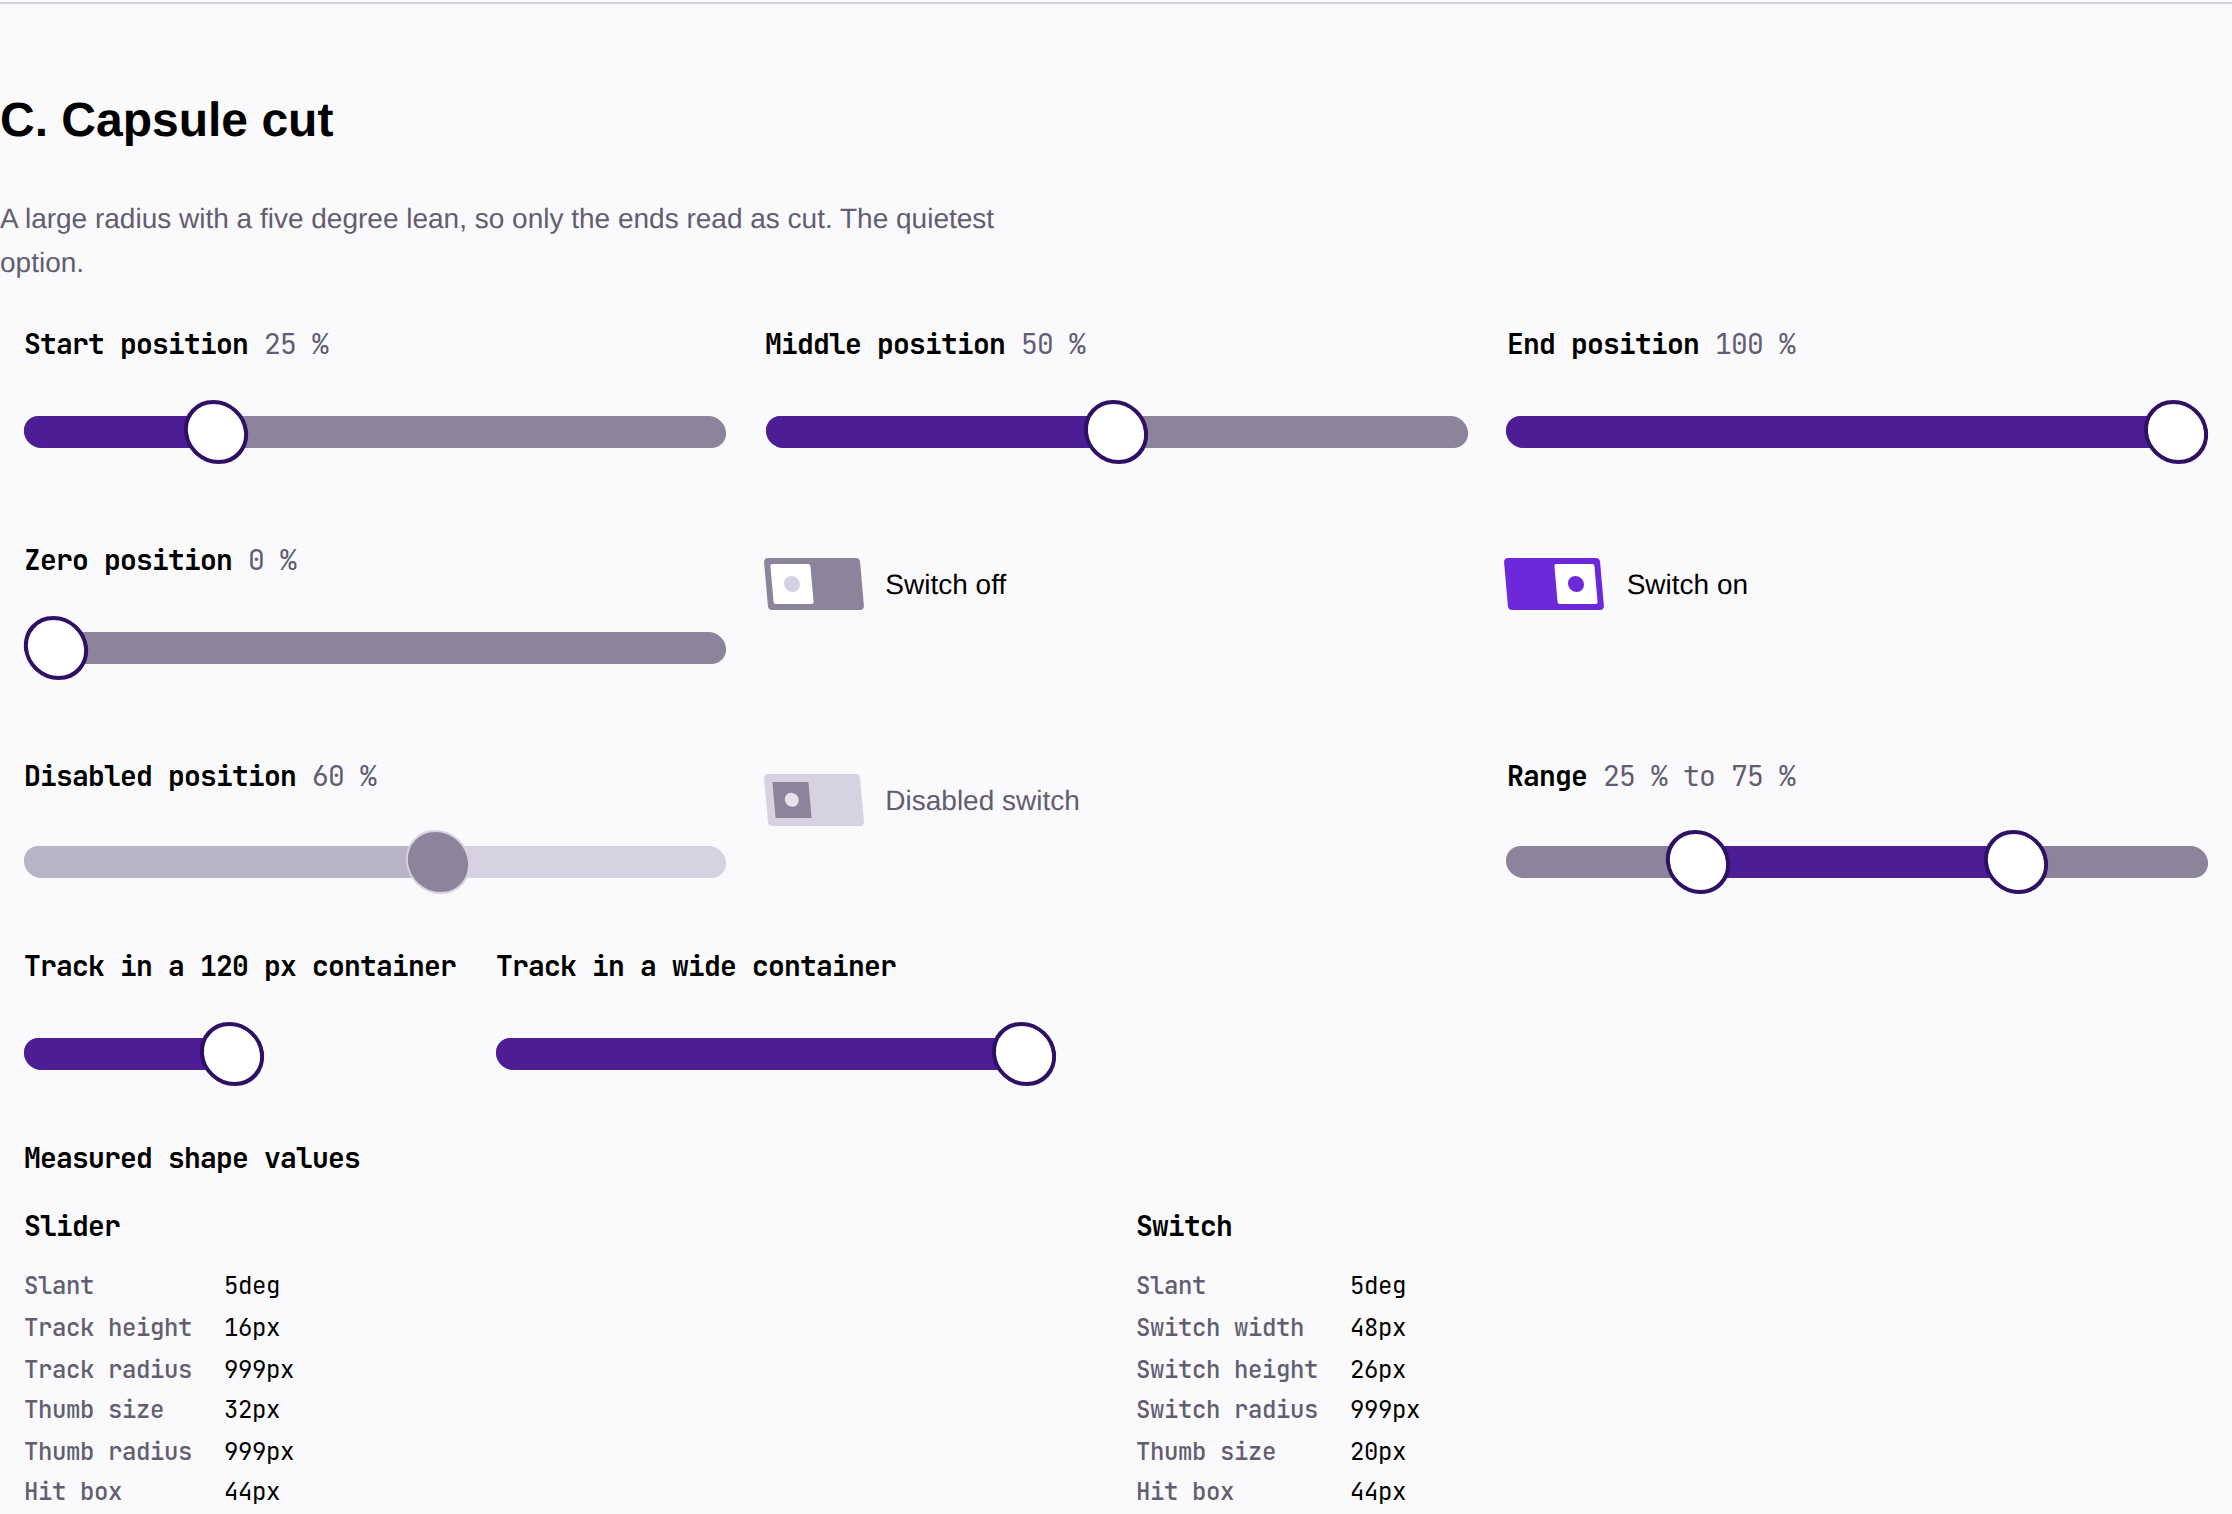 C. Capsule cut
A large radius with a five degree lean, so only the ends read as cut. The quietest
option.
Start position 25 %
Middle position 50 %
End position 100 %
Zero position 0 %
Switch off
Switch on
Disabled position 60 %
Disabled switch
Range 25 % to 75 %
Track in a 120 px container
Track in a wide container
Measured shape values
Slider
Slant 5deg
Track height 16px
Track radius 999px
Thumb size 32px
Thumb radius 999px
Hit box 44px
Switch
Slant 5deg
Switch width 48px
Switch height 26px
Switch radius 999px
Thumb size 20px
Hit box 44px